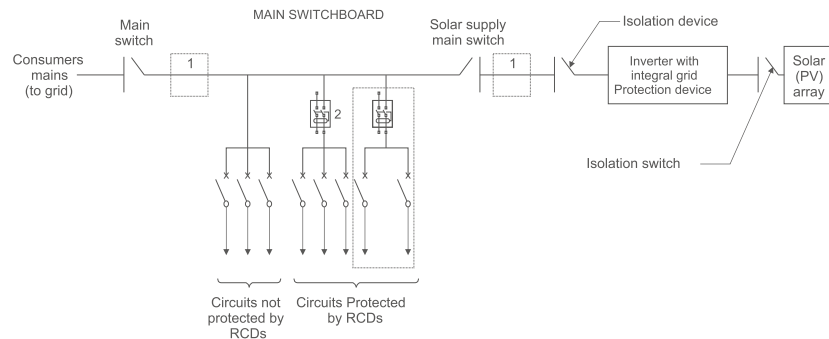 MAIN SWITCHBOARD
Main
switch
Solar supply
main switch
Isolation device
Consumers
mains
(to grid)
1
1
Inverter with
integral grid
Protection device
Solar
(PV)
array
2
Isolation switch
Circuits not
protected by
RCDs
Circuits Protected
by RCDs